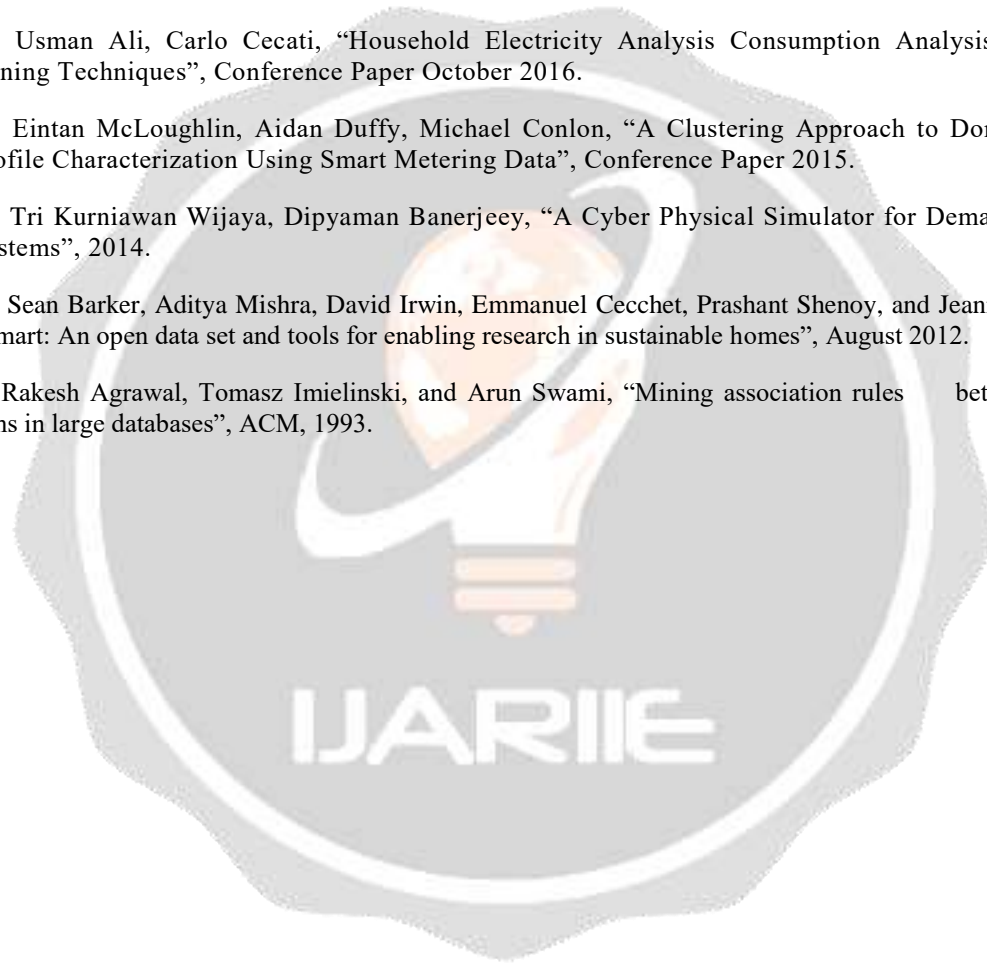 Usman Ali, Carlo Cecati, “Household Electricity Analysis Consumption Analysis
ning Techniques”, Conference Paper October 2016.
Eintan McLoughlin, Aidan Duffy, Michael Conlon, “A Clustering Approach to Dor
ofile Characterization Using Smart Metering Data”, Conference Paper 2015.
Tri Kurniawan Wijaya, Dipyaman Banerjeey, “A Cyber Physical Simulator for Dema
stems”, 2014.
Sean Barker, Aditya Mishra, David Irwin, Emmanuel Cecchet, Prashant Shenoy, and Jean
mart: An open data set and tools for enabling research in sustainable homes”, August 2012.
Rakesh Agrawal, Tomasz Imielinski, and Arun Swami, “Mining association rules bet
ns in large databases”, ACM, 1993.
IJARIIE